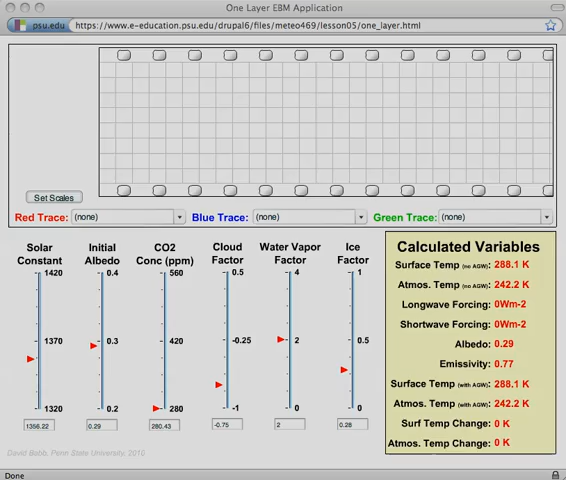 One Layer EBM Application
psu.edu https://www.e-education.psu.edu/drupal6/files/meteo469/lesson05/one_layer.html
Set Scales
Red Trace: (none) Blue Trace: (none) Green Trace: (none)
Solar Constant
1420
1370
1320
1356.22
Initial Albedo
0.4
0.3
0.2
0.29
CO2 Conc (ppm)
560
420
280
280.43
Cloud Factor
0.5
-0.25
-1
-0.75
Water Vapor Factor
4
2
0
2
Ice Factor
1
0.5
0
0.28
Calculated Variables
Surface Temp (no AGW): 288.1 K
Atmos. Temp (no AGW): 242.2 K
Longwave Forcing: 0Wm-2
Shortwave Forcing: 0Wm-2
Albedo: 0.29
Emissivity: 0.77
Surface Temp (with AGW): 288.1 K
Atmos. Temp (with AGW): 242.2 K
Surf Temp Change: 0 K
Atmos. Temp Change: 0 K
David Babb, Penn State University, 2010
Done